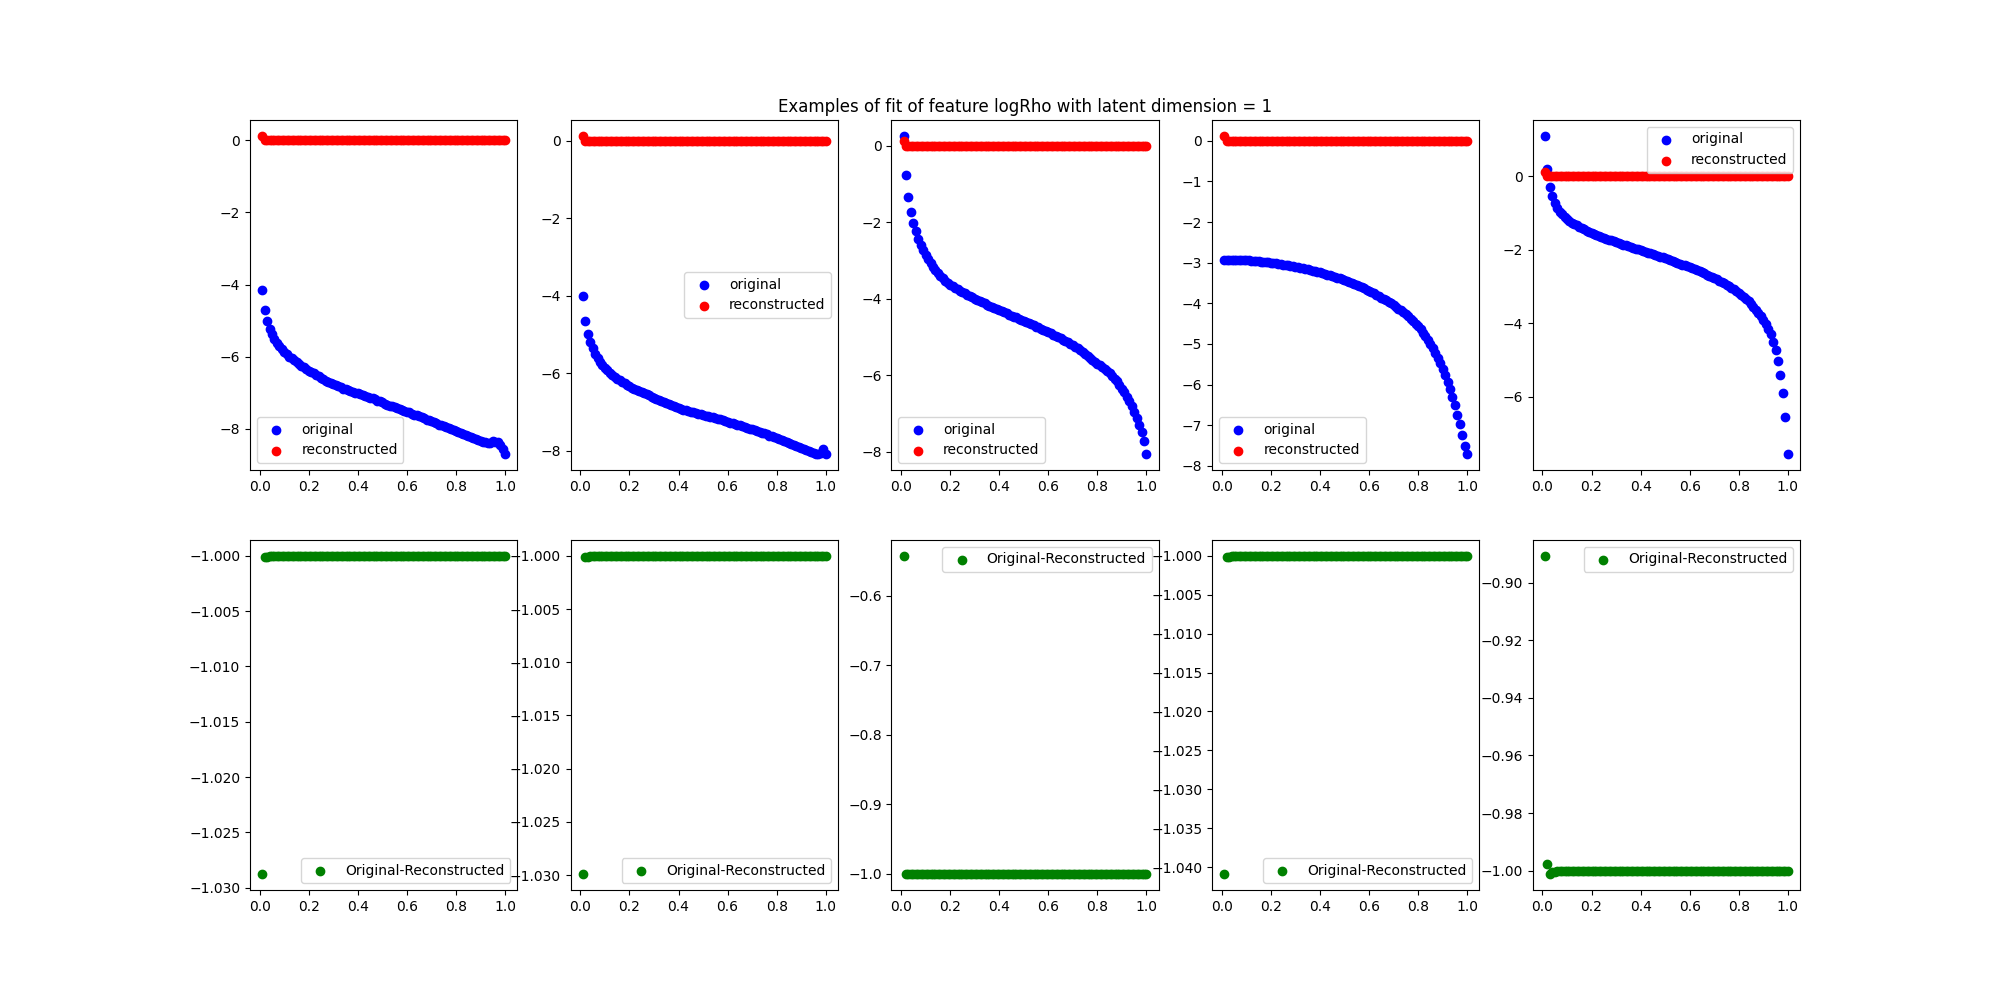 Examples of fit of feature logRho with latent dimension = 1
0
−2
−4
−6
−8
original
reconstructed
0.0 0.2 0.4 0.6 0.8 1.0
0
−2
−4
−6
−8
original
reconstructed
0.0 0.2 0.4 0.6 0.8 1.0
0
−2
−4
−6
−8
original
reconstructed
0.0 0.2 0.4 0.6 0.8 1.0
0
−1
−2
−3
−4
−5
−6
−7
−8
original
reconstructed
0.0 0.2 0.4 0.6 0.8 1.0
original
reconstructed
0
−2
−4
−6
0.0 0.2 0.4 0.6 0.8 1.0
−1.000
−1.005
−1.010
−1.015
−1.020
−1.025
−1.030
Original-Reconstructed
0.0 0.2 0.4 0.6 0.8 1.0
−1.000
−1.005
−1.010
−1.015
−1.020
−1.025
−1.030
Original-Reconstructed
0.0 0.2 0.4 0.6 0.8 1.0
Original-Reconstructed
−0.6
−0.7
−0.8
−0.9
−1.0
0.0 0.2 0.4 0.6 0.8 1.0
−1.000
−1.005
−1.010
−1.015
−1.020
−1.025
−1.030
−1.035
−1.040
Original-Reconstructed
0.0 0.2 0.4 0.6 0.8 1.0
Original-Reconstructed
−0.90
−0.92
−0.94
−0.96
−0.98
−1.00
0.0 0.2 0.4 0.6 0.8 1.0